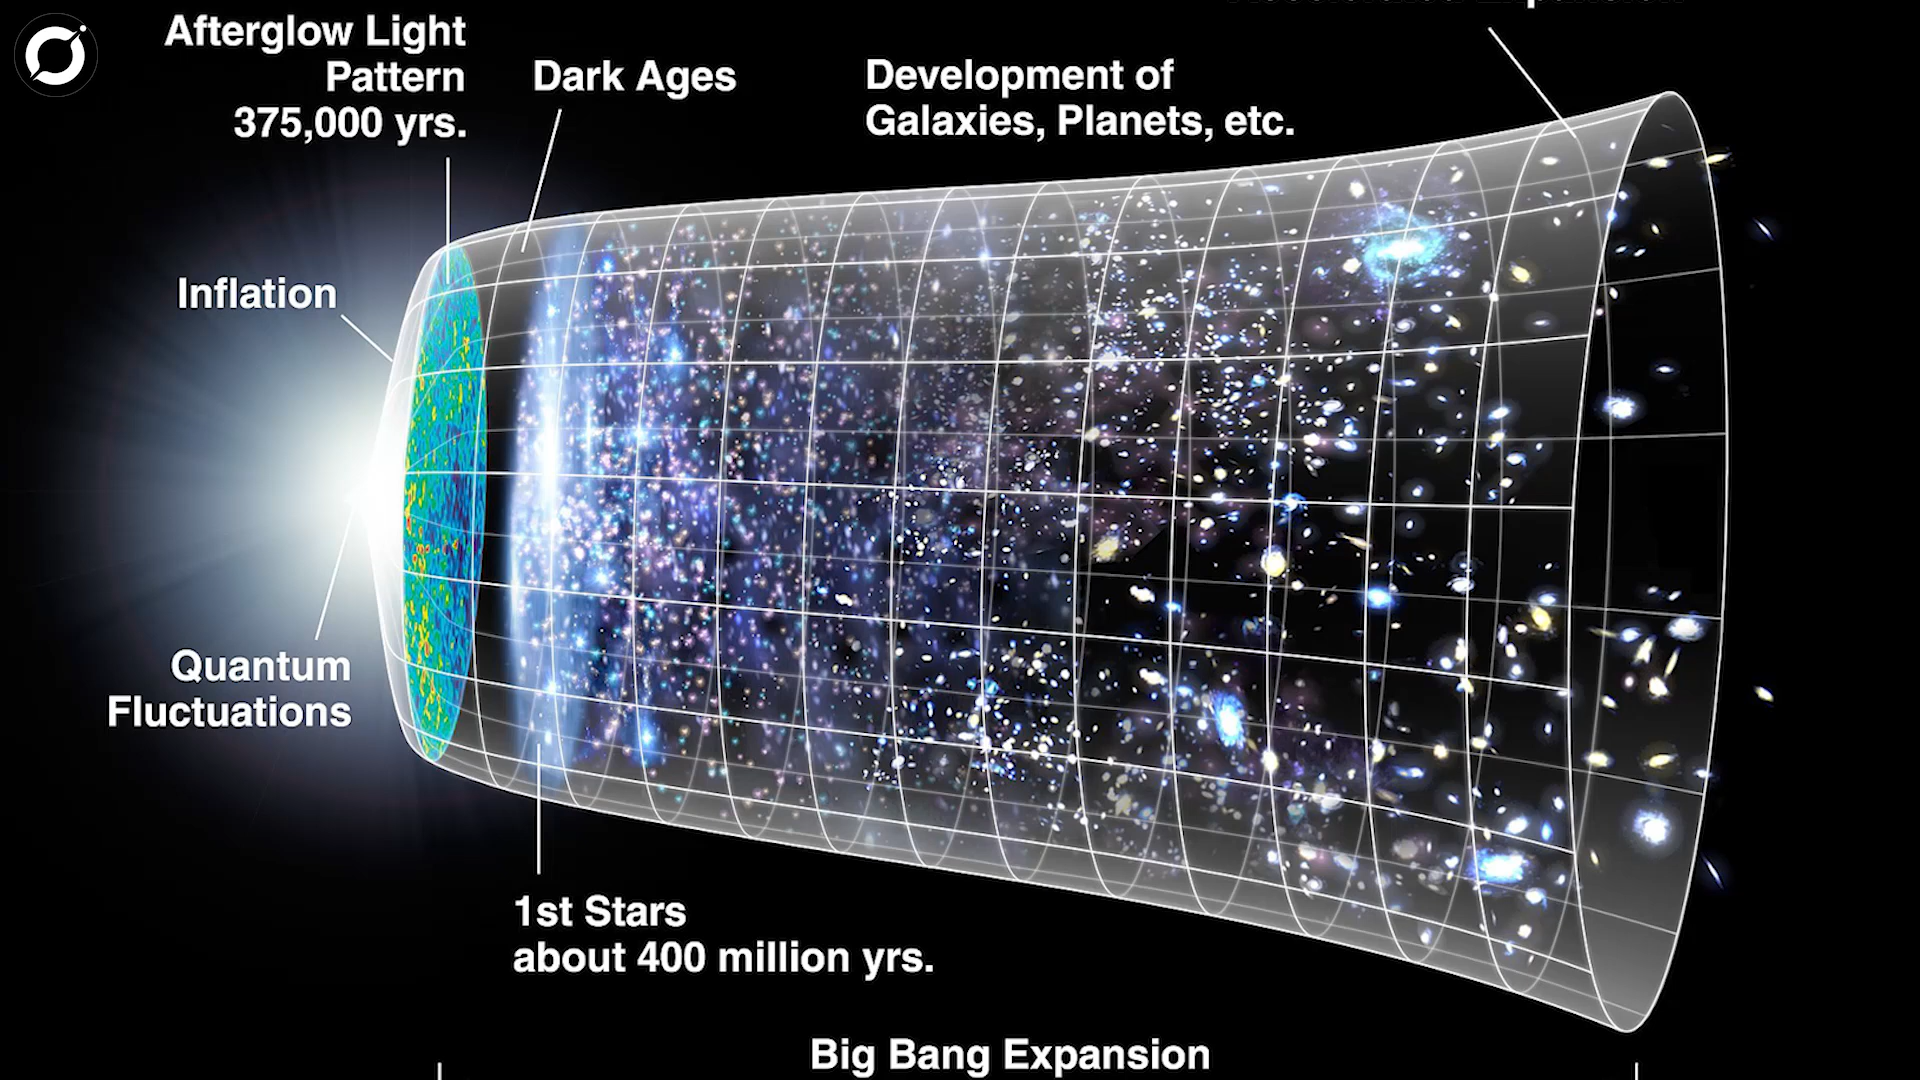 Afterglow Light
Pattern
375,000 yrs.
Dark Ages
Development of
Galaxies, Planets, etc.
Inflation
Quantum
Fluctuations
1st Stars
about 400 million yrs.
Big Bang Expansion